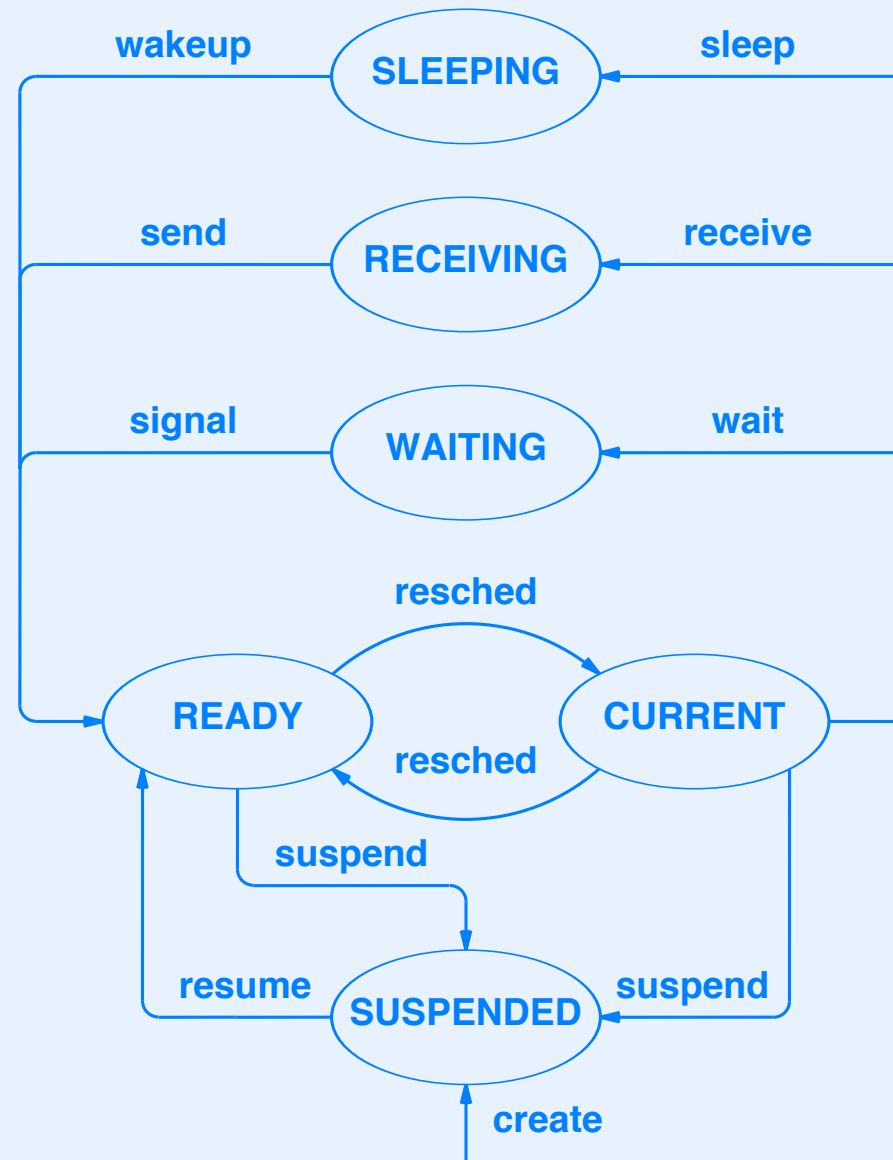 wakeup
SLEEPING
sleep
send
RECEIVING
receive
signal
WAITING
wait
resched
READY
CURRENT
resched
suspend
resume
SUSPENDED
suspend
create